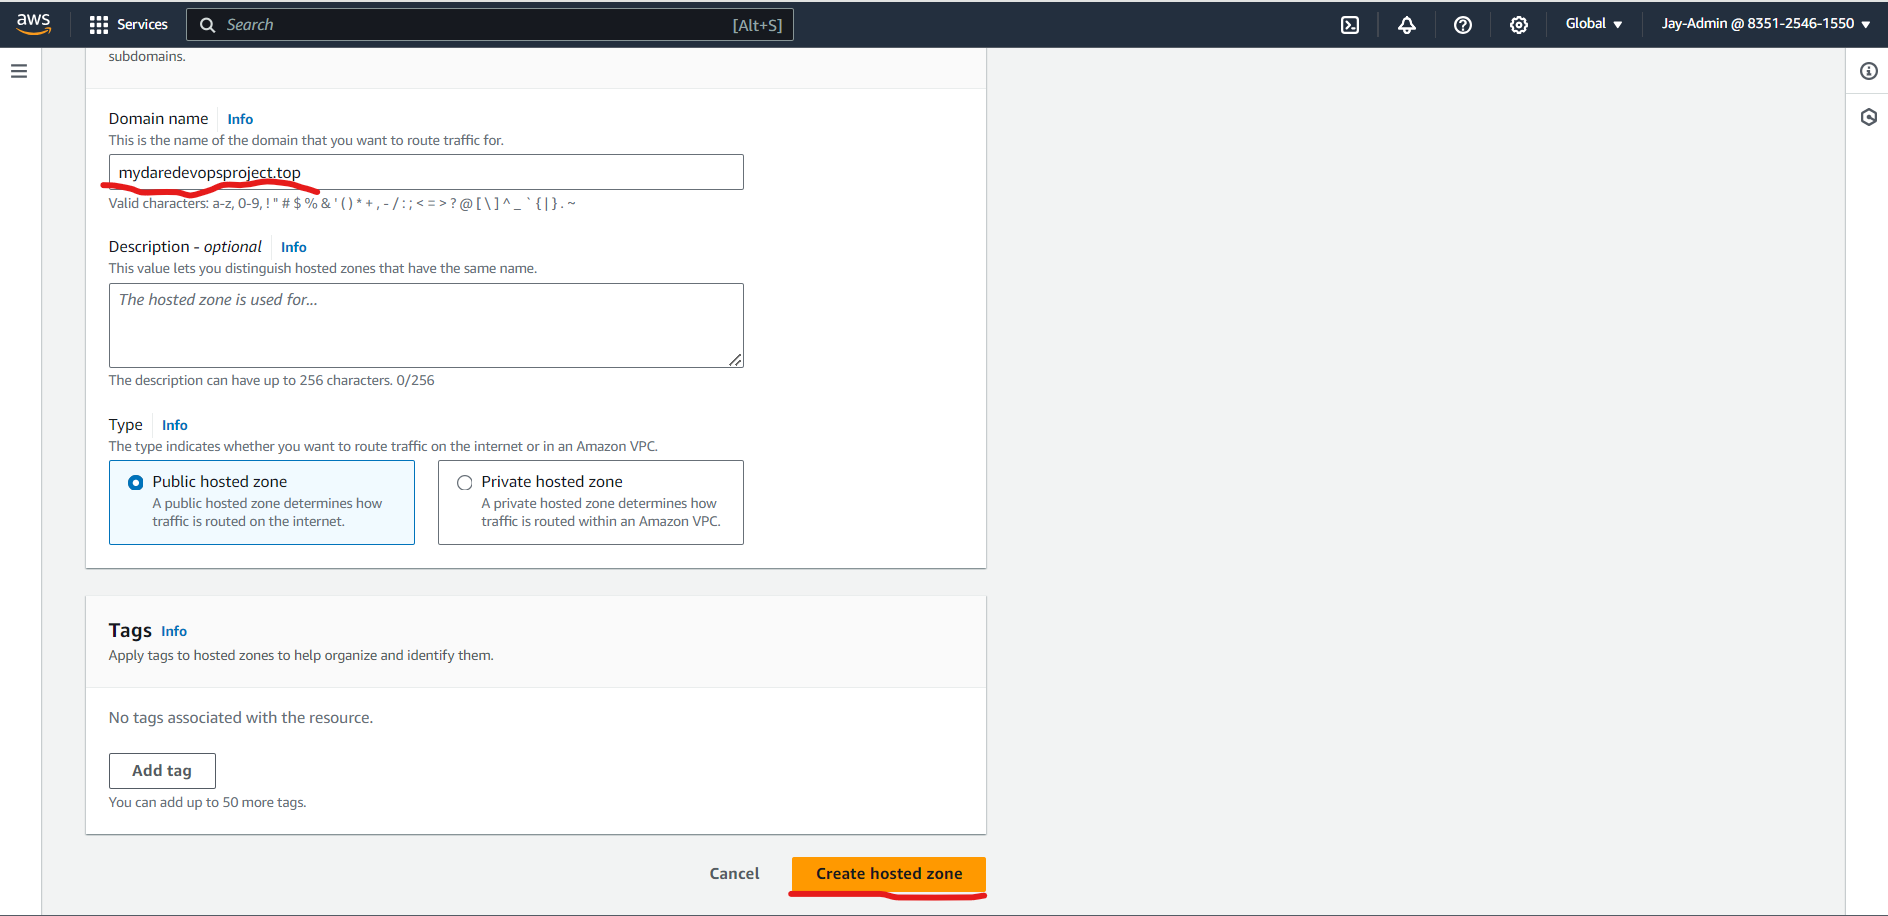 aws
Services
Search
[Alt+S]
Global
Jay-Admin @ 8351-2546-1550
subdomains.
Domain name
Info
This is the name of the domain that you want to route traffic for.
mydaredevopsproject.top
Valid characters: a-z, 0-9, ! " # $ % & ' ( ) * + , - / : ; < = > ? @ [ \ ] ^ _ ` { | } . ~
Description - optional
Info
This value lets you distinguish hosted zones that have the same name.
The hosted zone is used for...
The description can have up to 256 characters. 0/256
Type
Info
The type indicates whether you want to route traffic on the internet or in an Amazon VPC.
Public hosted zone
A public hosted zone determines how
traffic is routed on the internet.
Private hosted zone
A private hosted zone determines how
traffic is routed within an Amazon VPC.
Tags
Info
Apply tags to hosted zones to help organize and identify them.
No tags associated with the resource.
Add tag
You can add up to 50 more tags.
Cancel
Create hosted zone